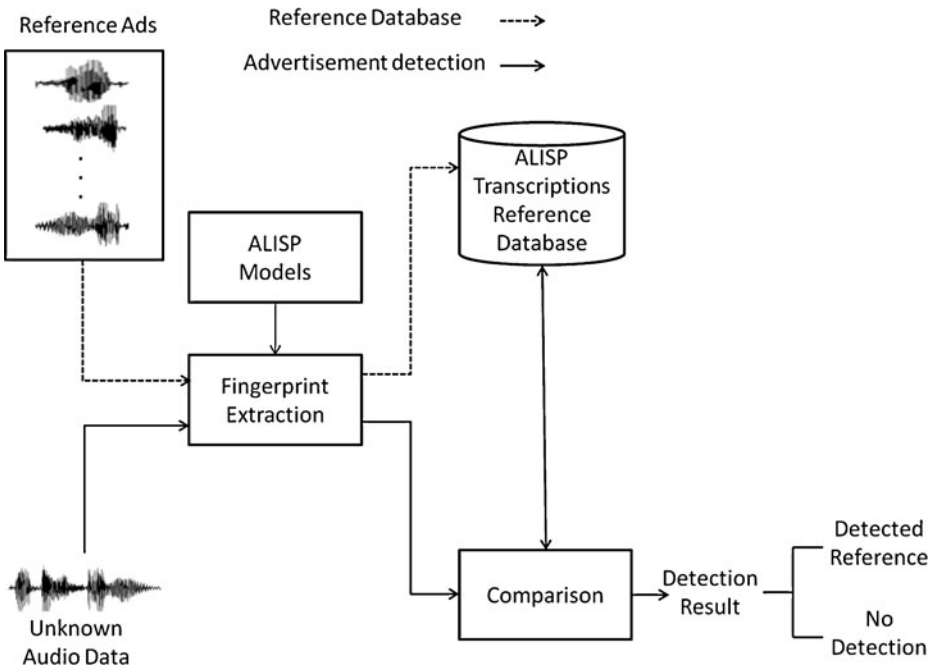 Reference Ads
Reference Database
Advertisement detection
ALISP
Transcriptions
Reference
Database
ALISP
Models
Fingerprint
Extraction
Comparison
Detection
Result
Detected
Reference
No
Detection
Unknown
Audio Data